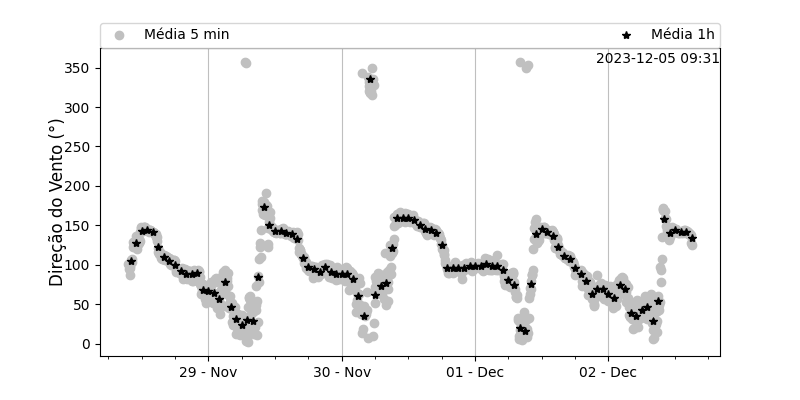 Média 5 min
Média 1h
2023-12-05 09:31
Direção do Vento (°)
350
300
250
200
150
100
50
0
29 - Nov
30 - Nov
01 - Dec
02 - Dec